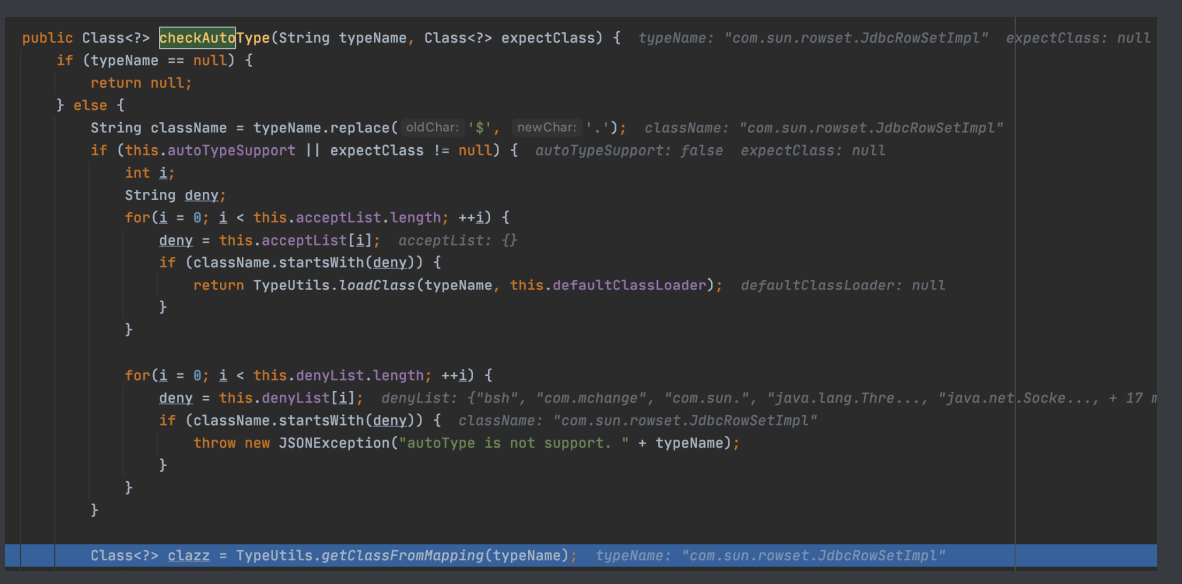 public Class<?> checkAutoType(String typeName, Class<?> expectClass) {  typeName: "com.sun.rowset.JdbcRowSetImpl"  expectClass: null
if (typeName == null) {
return null;
} else {
String className = typeName.replace( oldChar: '$', newChar: '.');  className: "com.sun.rowset.JdbcRowSetImpl"
if (this.autoTypeSupport || expectClass != null) {  autoTypeSupport: false  expectClass: null
int i;
String deny;
for(i = 0; i < this.acceptList.length; ++i) {
deny = this.acceptList[i];  acceptList: {}
if (className.startsWith(deny)) {
return TypeUtils.loadClass(typeName, this.defaultClassLoader);  defaultClassLoader: null
}
}
for(i = 0; i < this.denyList.length; ++i) {
deny = this.denyList[i];  denyList: {"bsh", "com.mchange", "com.sun.", "java.lang.Thre..., "java.net.Socke..., + 17 m
if (className.startsWith(deny)) {  className: "com.sun.rowset.JdbcRowSetImpl"
throw new JSONException("autoType is not support. " + typeName);
}
}
}
Class<?> clazz = TypeUtils.getClassFromMapping(typeName);  typeName: "com.sun.rowset.JdbcRowSetImpl"